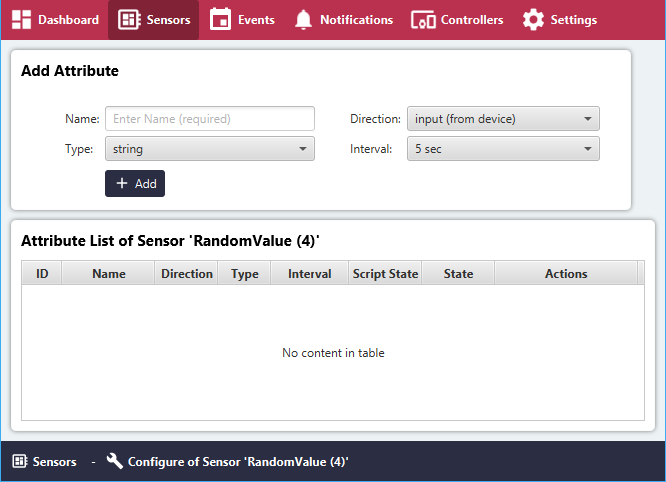 Dashboard Sensors Events Notifications Controllers Settings
Add Attribute
Name: Enter Name (required) Direction: input (from device)
Type: string Interval: 5 sec
+ Add
Attribute List of Sensor 'RandomValue (4)'
ID Name Direction Type Interval Script State State Actions
No content in table
Sensors - Configure of Sensor 'RandomValue (4)'